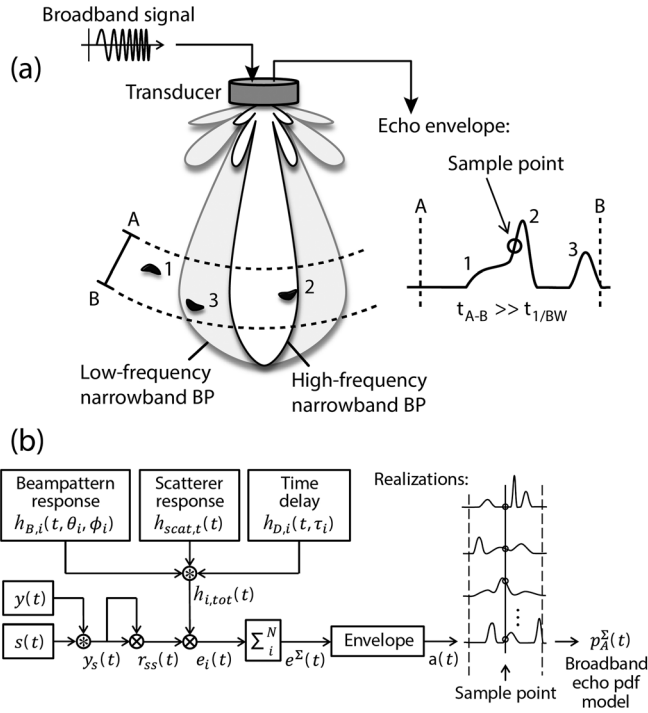 Broadband signal
(a)
Transducer
Echo envelope:
Sample point
A
B
1
2
3
A
B
1
2
3
t_A-B >> t_1/BW
Low-frequency
narrowband BP
High-frequency
narrowband BP
(b)
Beampattern
response
h_B,i(t, θ_i, ϕ_i)
Scatterer
response
h_scat,t(t)
Time
delay
h_D,i(t, τ_i)
Realizations:
h_i,tot(t)
y(t)
s(t)
y_s(t)
r_ss(t)
e_i(t)
∑_i^N
e^Σ(t)
Envelope
a(t)
Sample point
p_A^Σ(t)
Broadband
echo pdf
model